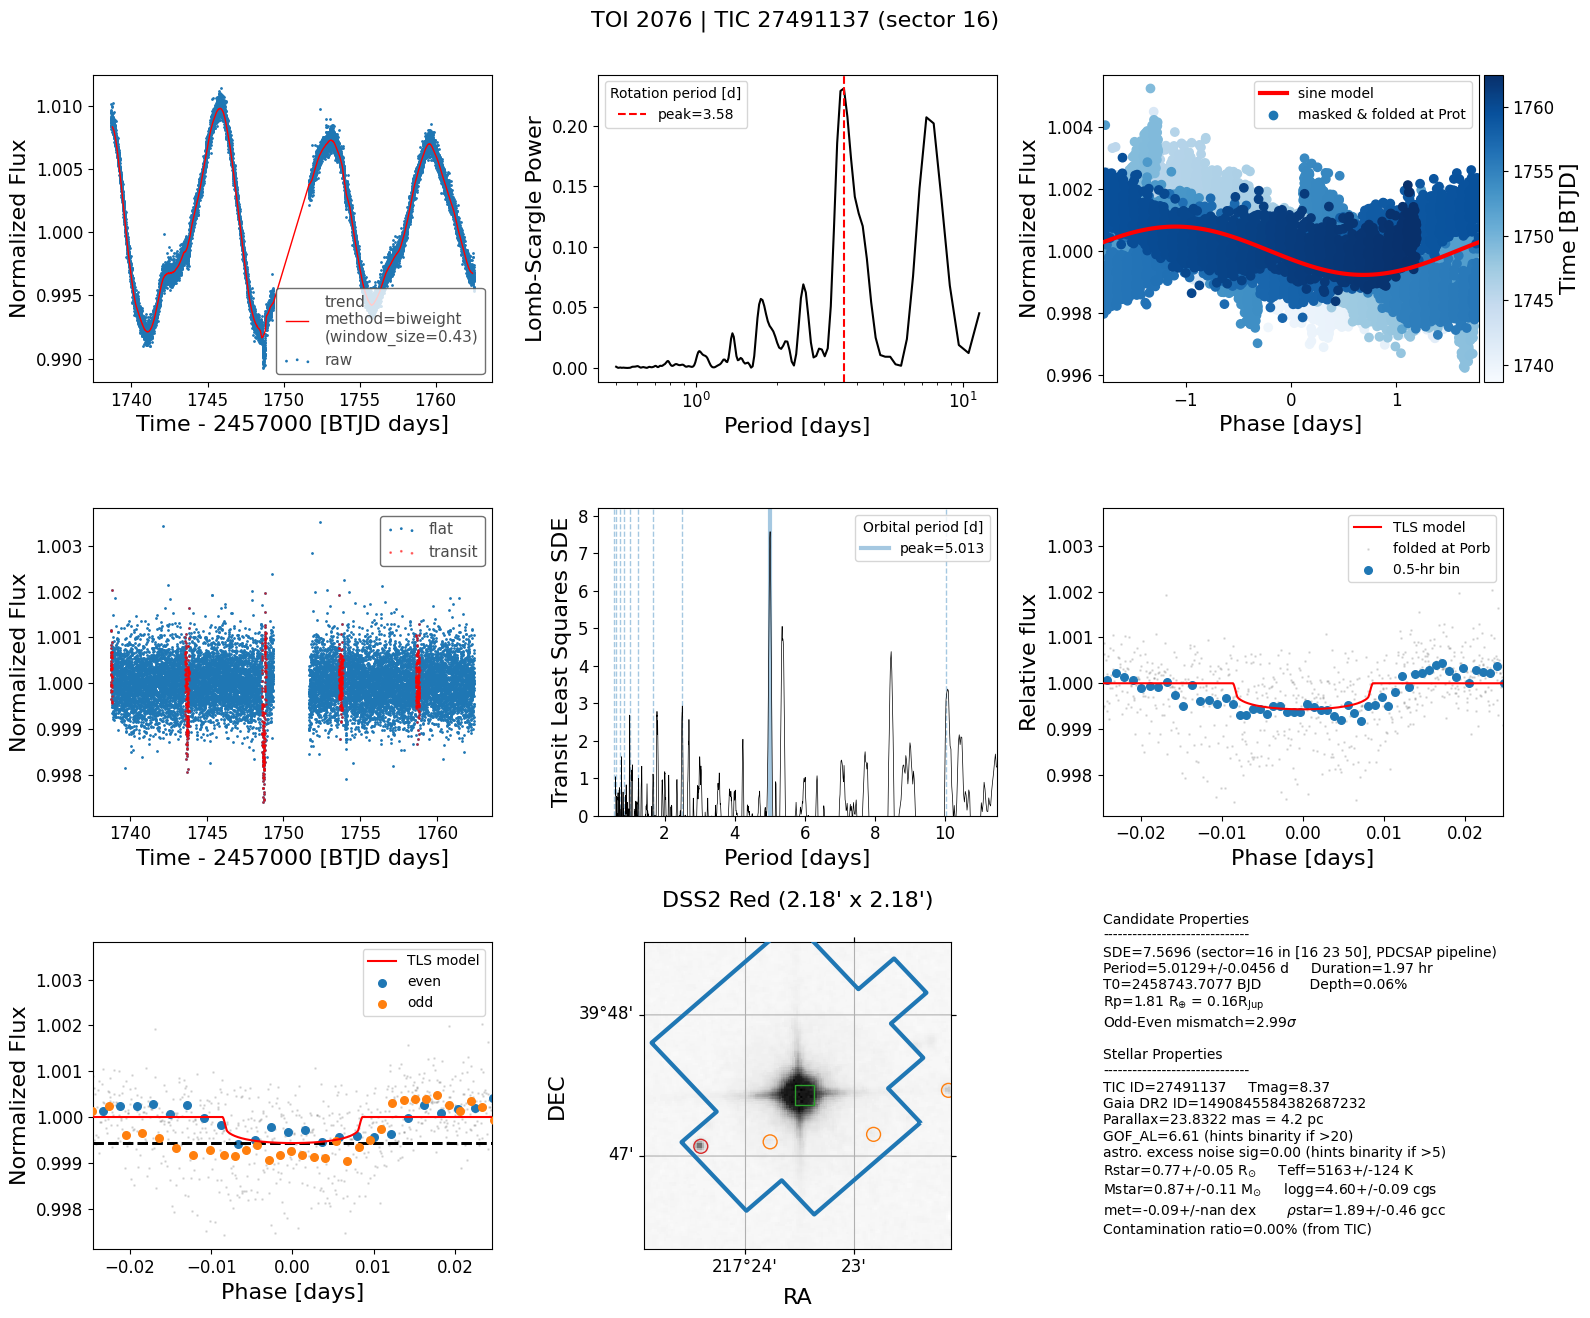 TOI 2076 | TIC 27491137 (sector 16)
Normalized Flux
1.010
1.005
1.000
0.995
0.990
trend
method=biweight
(window_size=0.43)
raw
1740
1745
1750
1755
1760
Time - 2457000 [BTJD days]
Lomb-Scargle Power
0.20
0.15
0.10
0.05
0.00
Rotation period [d]
peak=3.58
10⁰
10¹
Period [days]
Normalized Flux
1.004
1.002
1.000
0.998
0.996
sine model
masked & folded at Prot
−1
0
1
Phase [days]
1760
1755
1750
1745
1740
Time [BTJD]
Normalized Flux
1.003
1.002
1.001
1.000
0.999
0.998
flat
transit
1740
1745
1750
1755
1760
Time - 2457000 [BTJD days]
Transit Least Squares SDE
8
7
6
5
4
3
2
1
0
Orbital period [d]
peak=5.013
2
4
6
8
10
Period [days]
Relative flux
1.003
1.002
1.001
1.000
0.999
0.998
TLS model
folded at Porb
0.5-hr bin
−0.02
−0.01
0.00
0.01
0.02
Phase [days]
Normalized Flux
1.003
1.002
1.001
1.000
0.999
0.998
TLS model
even
odd
−0.02
−0.01
0.00
0.01
0.02
Phase [days]
DSS2 Red (2.18' x 2.18')
DEC
39°48'
47'
217°24'
23'
RA
Candidate Properties
------------------------------
SDE=7.5696 (sector=16 in [16 23 50], PDCSAP pipeline)
Period=5.0129+/-0.0456 d Duration=1.97 hr
T0=2458743.7077 BJD Depth=0.06%
Rp=1.81 R⊕ = 0.16RJup
Odd-Even mismatch=2.99σ
Stellar Properties
------------------------------
TIC ID=27491137 Tmag=8.37
Gaia DR2 ID=1490845584382687232
Parallax=23.8322 mas = 4.2 pc
GOF_AL=6.61 (hints binarity if >20)
astro. excess noise sig=0.00 (hints binarity if >5)
Rstar=0.77+/-0.05 R⊙ Teff=5163+/-124 K
Mstar=0.87+/-0.11 M⊙ logg=4.60+/-0.09 cgs
met=-0.09+/-nan dex ρstar=1.89+/-0.46 gcc
Contamination ratio=0.00% (from TIC)